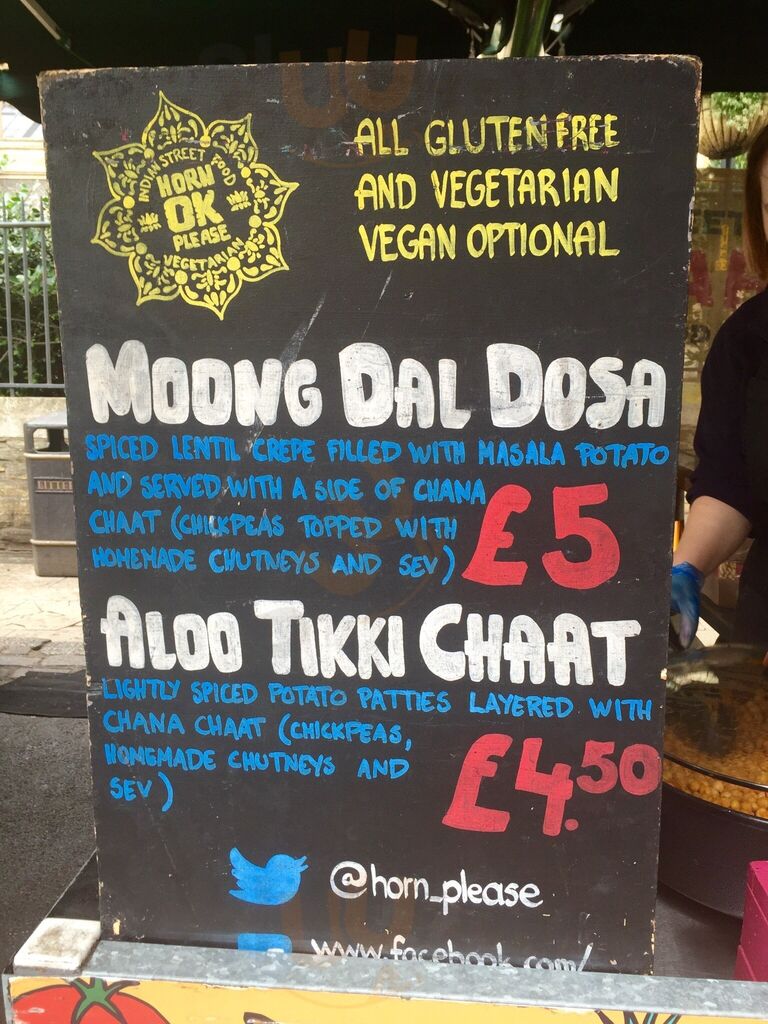 INDIAN STREET FOOD
HORN
OK
PLEASE
VEGETARIAN
ALL GLUTEN FREE
AND VEGETARIAN
VEGAN OPTIONAL
MOONG DAL DOSA
SPICED LENTIL CREPE FILLED WITH MASALA POTATO
AND SERVED WITH A SIDE OF CHANA
CHAAT (CHICKPEAS TOPPED WITH
HOMEMADE CHUTNEYS AND SEV)
£5
ALOO TIKKI CHAAT
LIGHTLY SPICED POTATO PATTIES LAYERED WITH
CHANA CHAAT (CHICKPEAS,
HOMEMADE CHUTNEYS AND
SEV)
£4.50
@horn_please
www.facebook.com/
LITTER